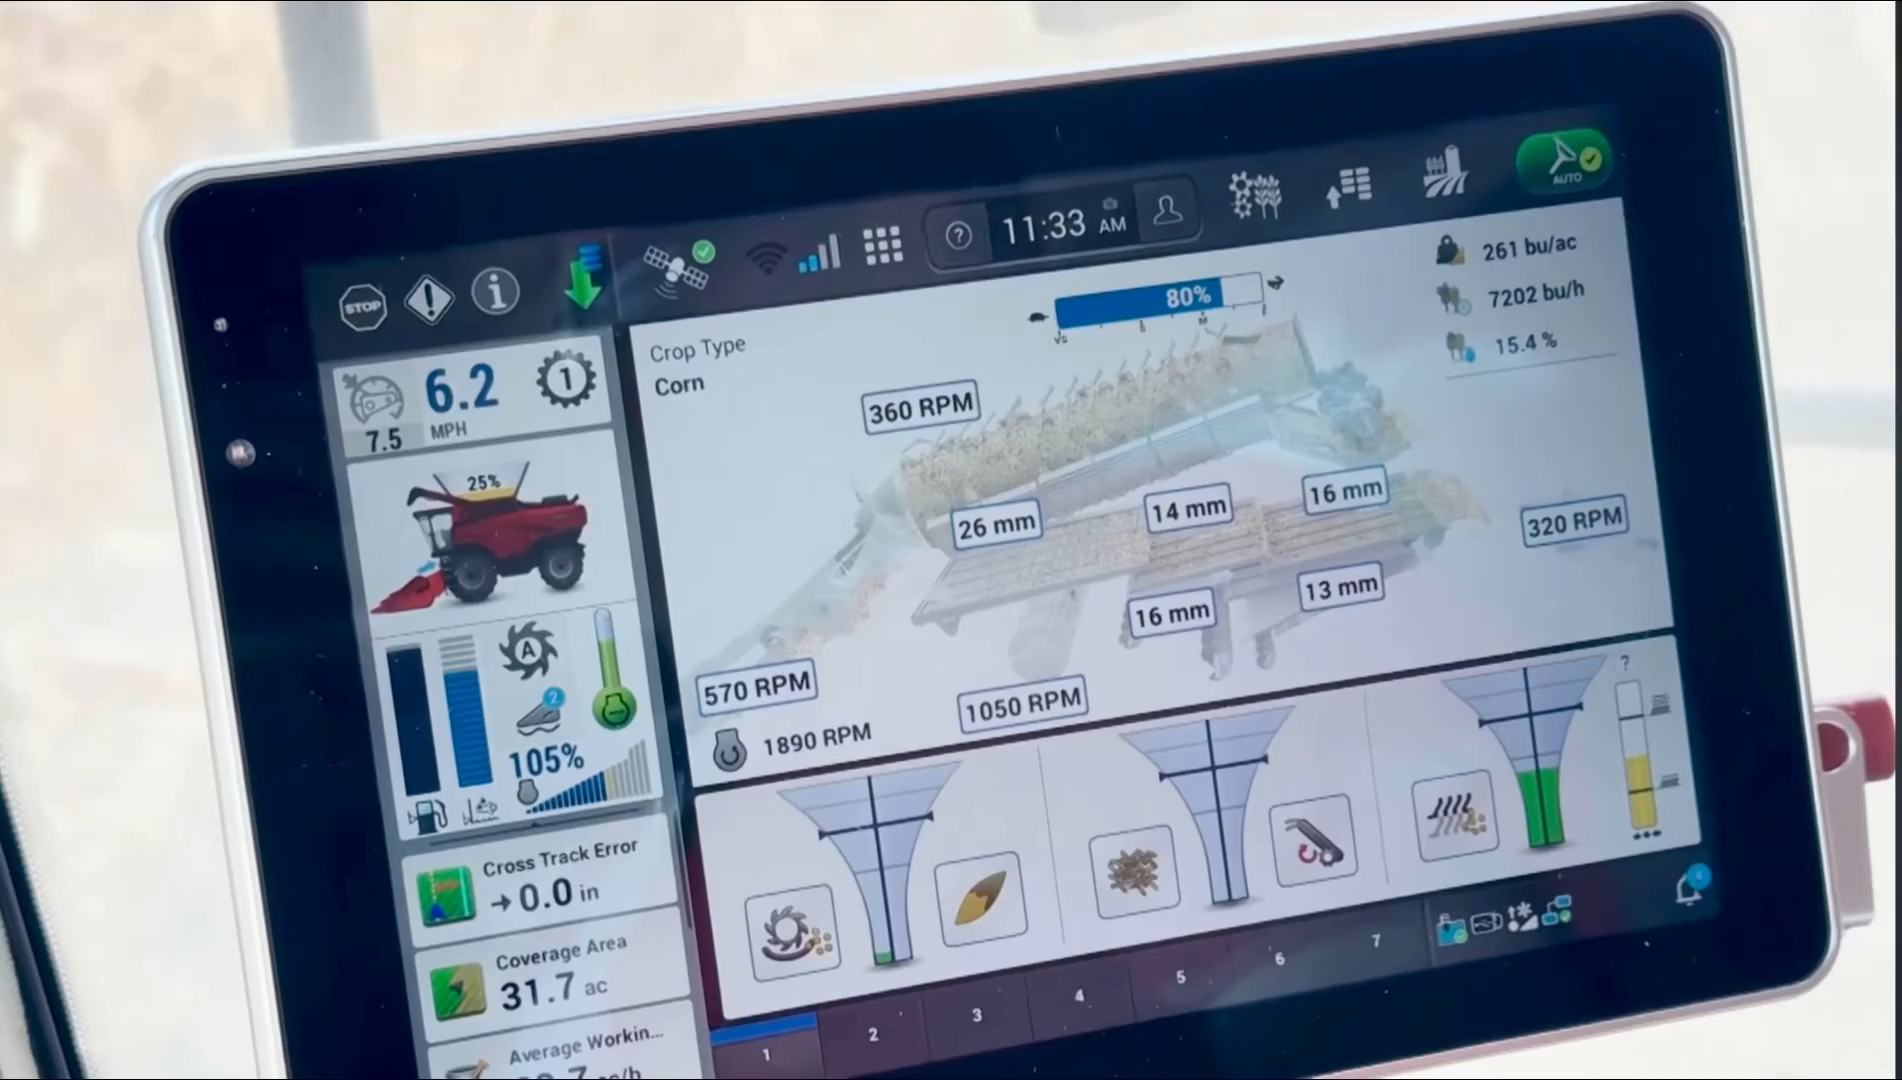 11:33 AM
STOP
AUTO
6.2
MPH
7.5
1
25%
A
2
105%
Cross Track Error
0.0 in
Coverage Area
31.7 ac
Average Workin...
Crop Type
Corn
80%
261 bu/ac
7202 bu/h
15.4 %
360 RPM
26 mm
14 mm
16 mm
320 RPM
16 mm
13 mm
570 RPM
1050 RPM
1890 RPM
?
1
2
3
4
5
6
7